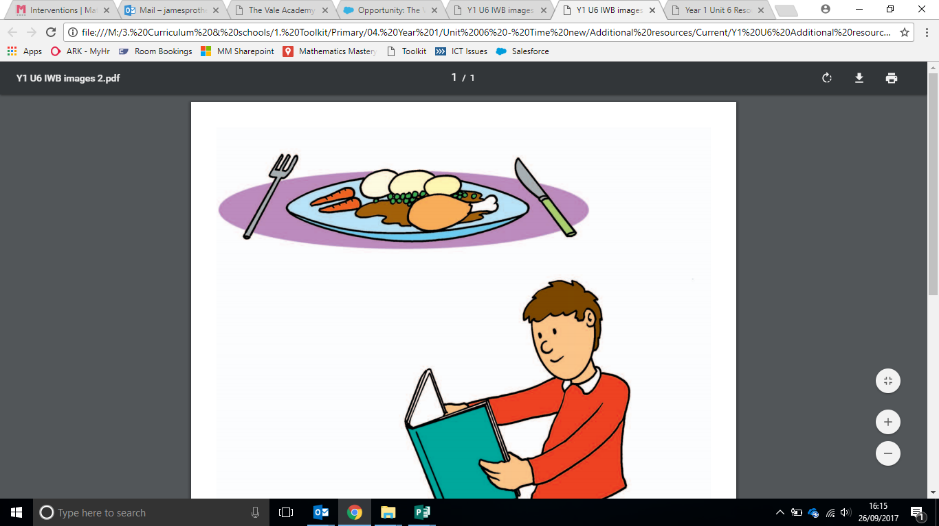 Interventions | Ma
Mail – jamesproth
The Vale Academy
Opportunity: The V
Y1 U6 IWB images
Y1 U6 IWB images
Year 1 Unit 6 Reso
file:///M:/3.%20Curriculum%20&%20schools/1.%20Toolkit/Primary/04.%20Year%201/Unit%2006%20-%20Time%20new/Additional%20resources/Current/Y1%20U6%20Additional%20resourc...
Apps ARK - MyHr Room Bookings MM Sharepoint Mathematics Mastery Toolkit ICT Issues Salesforce
Y1 U6 IWB images 2.pdf
1 / 1
Type here to search
16:15
26/09/2017
1